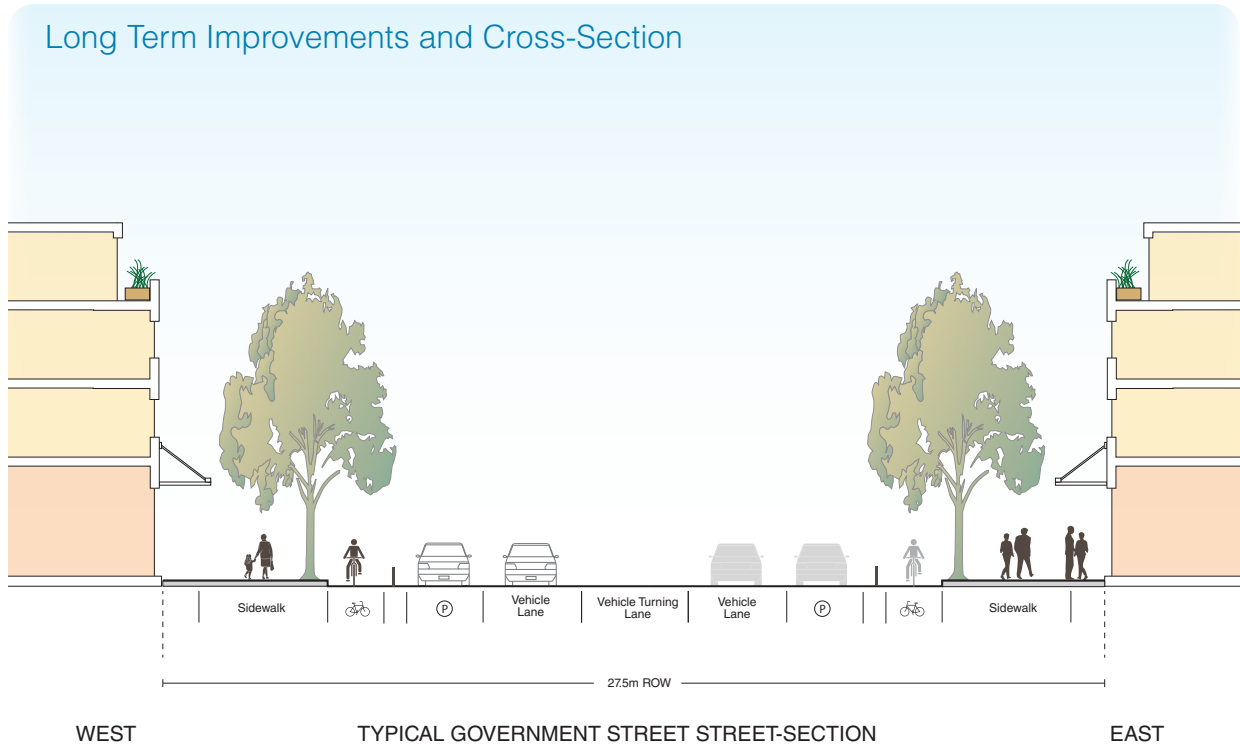 Long Term Improvements and Cross-Section
Sidewalk
P
Vehicle
Lane
Vehicle Turning
Lane
Vehicle
Lane
P
Sidewalk
27.5m ROW
WEST
TYPICAL GOVERNMENT STREET STREET-SECTION
EAST